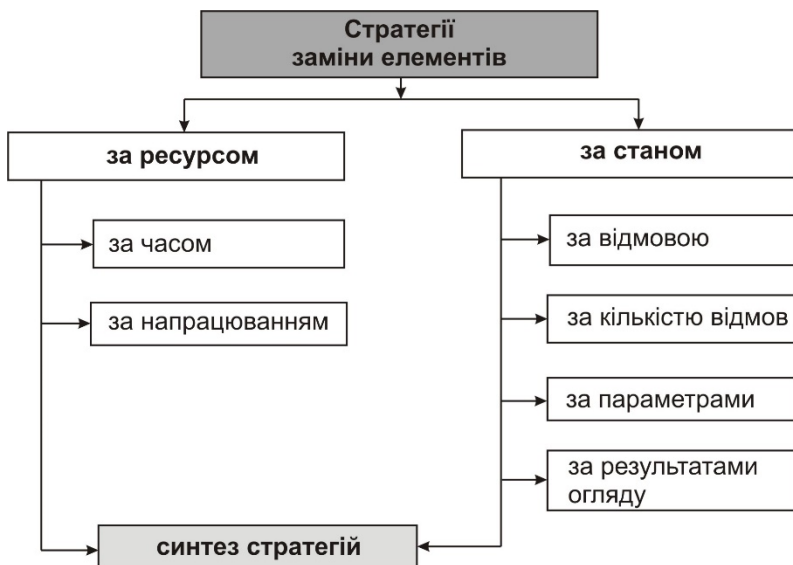 Стратегії
заміни елементів
за ресурсом
за станом
за часом
за відмовою
за напрацюванням
за кількістю відмов
за параметрами
за результатами
огляду
синтез стратегій